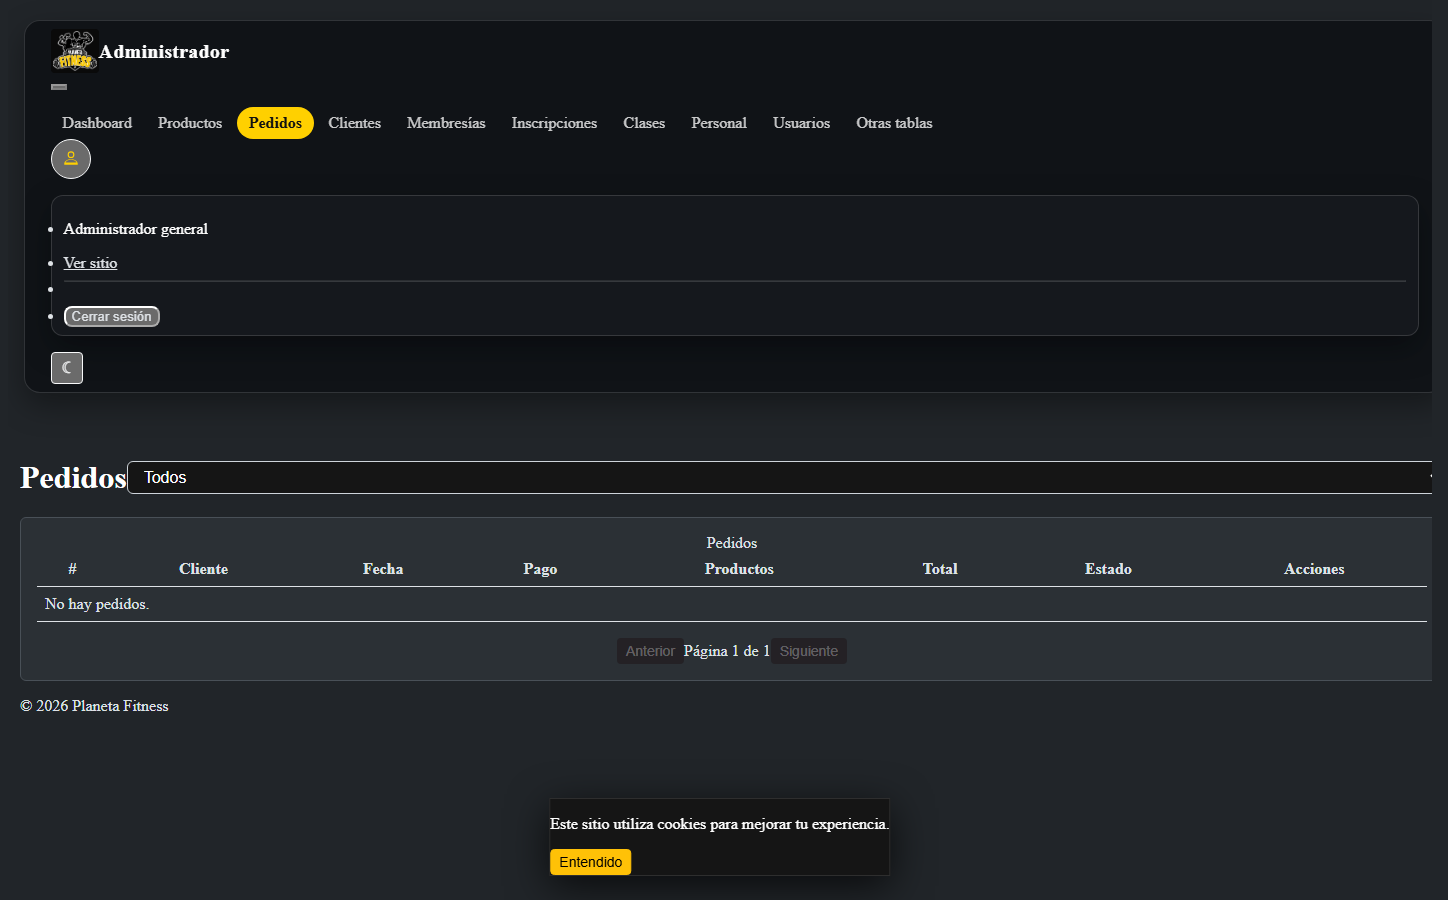 PLANETA
FITNESS
Administrador
Dashboard Productos Pedidos Clientes Membresías Inscripciones Clases Personal Usuarios Otras tablas
Administrador general
Ver sitio
Cerrar sesión
Pedidos Todos
Pedidos
# Cliente Fecha Pago Productos Total Estado Acciones
No hay pedidos.
Anterior Página 1 de 1 Siguiente
© 2026 Planeta Fitness
Este sitio utiliza cookies para mejorar tu experiencia.
Entendido